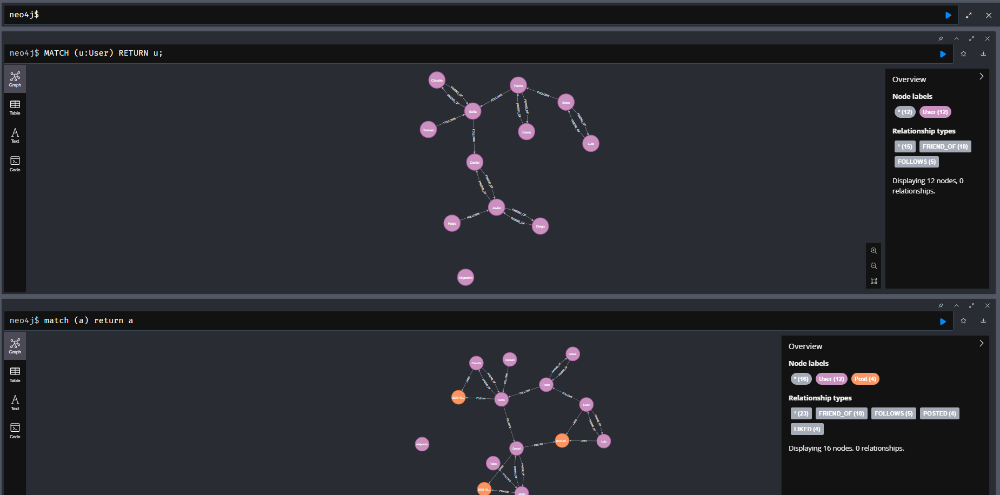 neo4j$
neo4j$ MATCH (u:User) RETURN u;
Graph
Table
Text
Code
Claudia
FRIEND_OF
FRIEND_OF
Sofia
Carmen
FOLLOWS
FOLLOWS
Pedro
FOLLOWS
FRIEND_OF
FRIEND_OF
Elena
Enac
FRIEND_OF
FRIEND_OF
Luis
FOLLOWS
Daniel
FRIEND_OF
FRIEND_OF
Javier
Pablo
FOLLOWS
FRIEND_OF
FRIEND_OF
Diego
Alejandro
Overview
Node labels
* (12) User (12)
Relationship types
* (15) FRIEND_OF (10)
FOLLOWS (5)
Displaying 12 nodes, 0
relationships.
neo4j$ match (a) return a
Graph
Table
Text
Code
Claudia
Carmen
Elena
LIKED
FRIEND_OF
FRIEND_OF
FOLLOWS
FRIEND_OF
FRIEND_OF
Pedro
2023-10...
POSTED
Sofia
FOLLOWS
FOLLOWS
Enac
FOLLOWS
LIKED
FRIEND_OF
FRIEND_OF
Alejandro
Daniel
POSTED
2023-10...
LIKED
Luis
Pablo
LIKED
FOLLOWS
FRIEND_OF
FRIEND_OF
2023-10...
POSTED
Javier
Overview
Node labels
* (16) User (12) Post (4)
Relationship types
* (23) FRIEND_OF (10) FOLLOWS (5) POSTED (4)
LIKED (4)
Displaying 16 nodes, 0 relationships.